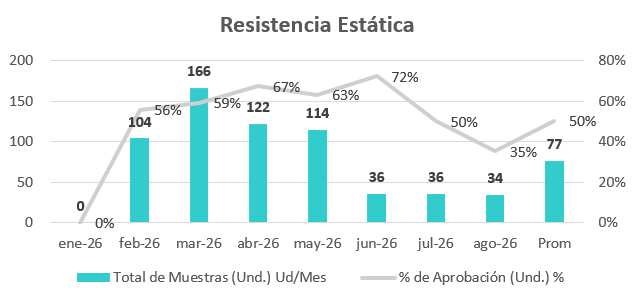 Resistencia Estática
200 80%
166
72%
67%
150 122 63% 60%
104 56% 59% 114
100 50% 50% 40%
77
35%
50 36 36 34 20%
0
0 0% 0%
ene-26 feb-26 mar-26 abr-26 may-26 jun-26 jul-26 ago-26 Prom
Total de Muestras (Und.) Ud/Mes % de Aprobación (Und.) %